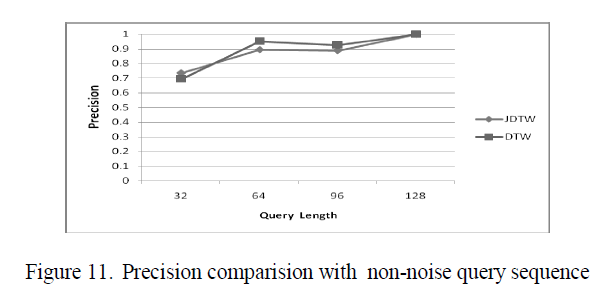 1
0.9
0.8
0.7
0.6
0.5
0.4
0.3
0.2
0.1
0
Precision
32 64 96 128
Query Length
JDTW
DTW
Figure 11. Precision comparision with non-noise query sequence